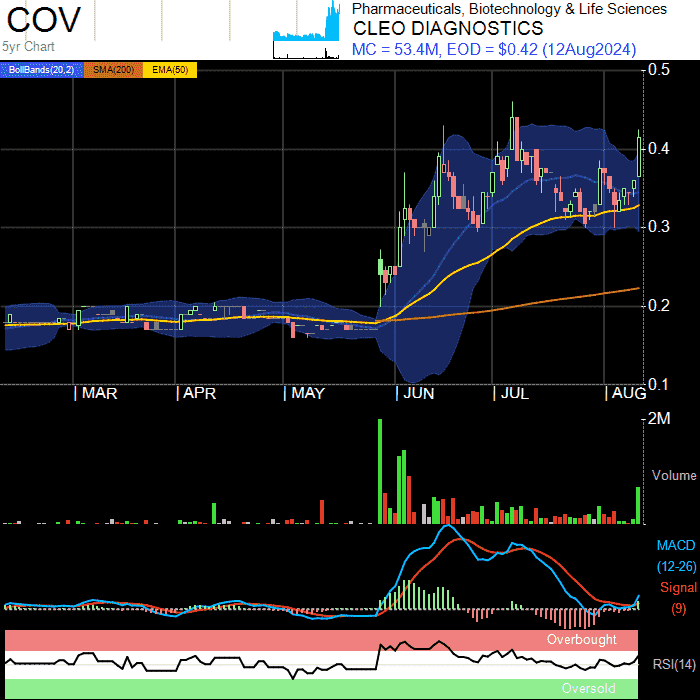 COV
5yr Chart
Pharmaceuticals, Biotechnology & Life Sciences
CLEO DIAGNOSTICS
MC = 53.4M, EOD = $0.42 (12Aug2024)
BollBands(20,2) SMA(200) EMA(50)
0.5
0.4
0.3
0.2
0.1
MAR APR MAY JUN JUL AUG
2M
Volume
MACD
(12-26)
Signal
(9)
Overbought
RSI(14)
Oversold